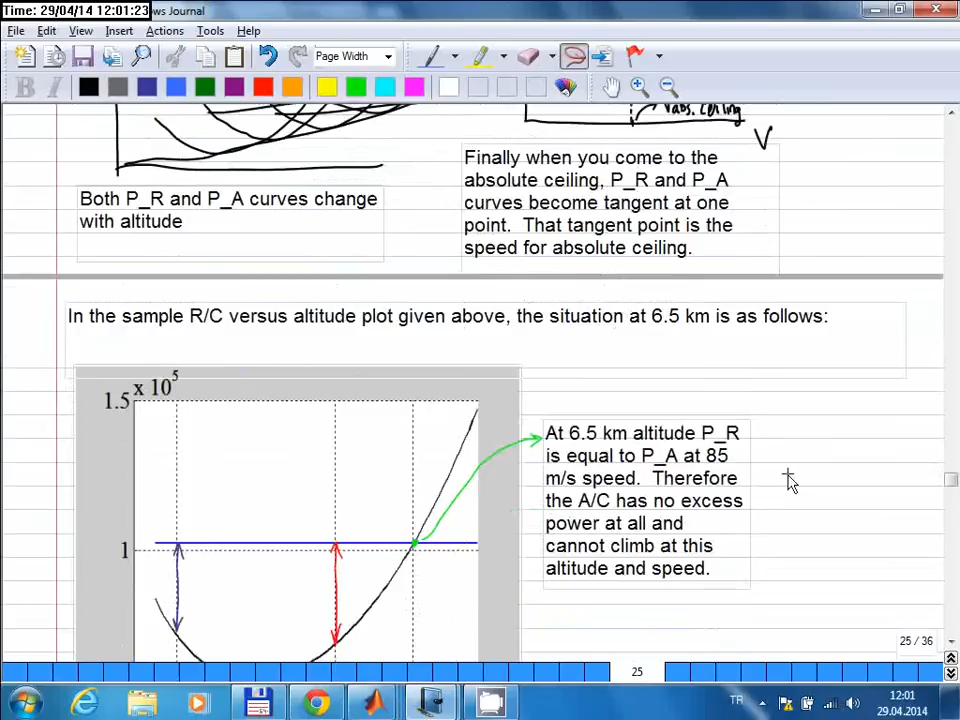 Time: 29/04/14 12:01:23
ws Journal
File Edit View Insert Actions Tools Help
Page Width
B I
Vabs. ceiling
V
Both P_R and P_A curves change
with altitude
Finally when you come to the
absolute ceiling, P_R and P_A
curves become tangent at one
point. That tangent point is the
speed for absolute ceiling.
In the sample R/C versus altitude plot given above, the situation at 6.5 km is as follows:
x 10^5
1.5
1
At 6.5 km altitude P_R
is equal to P_A at 85
m/s speed. Therefore
the A/C has no excess
power at all and
cannot climb at this
altitude and speed.
25 / 36
25
TR
12:01
29.04.2014